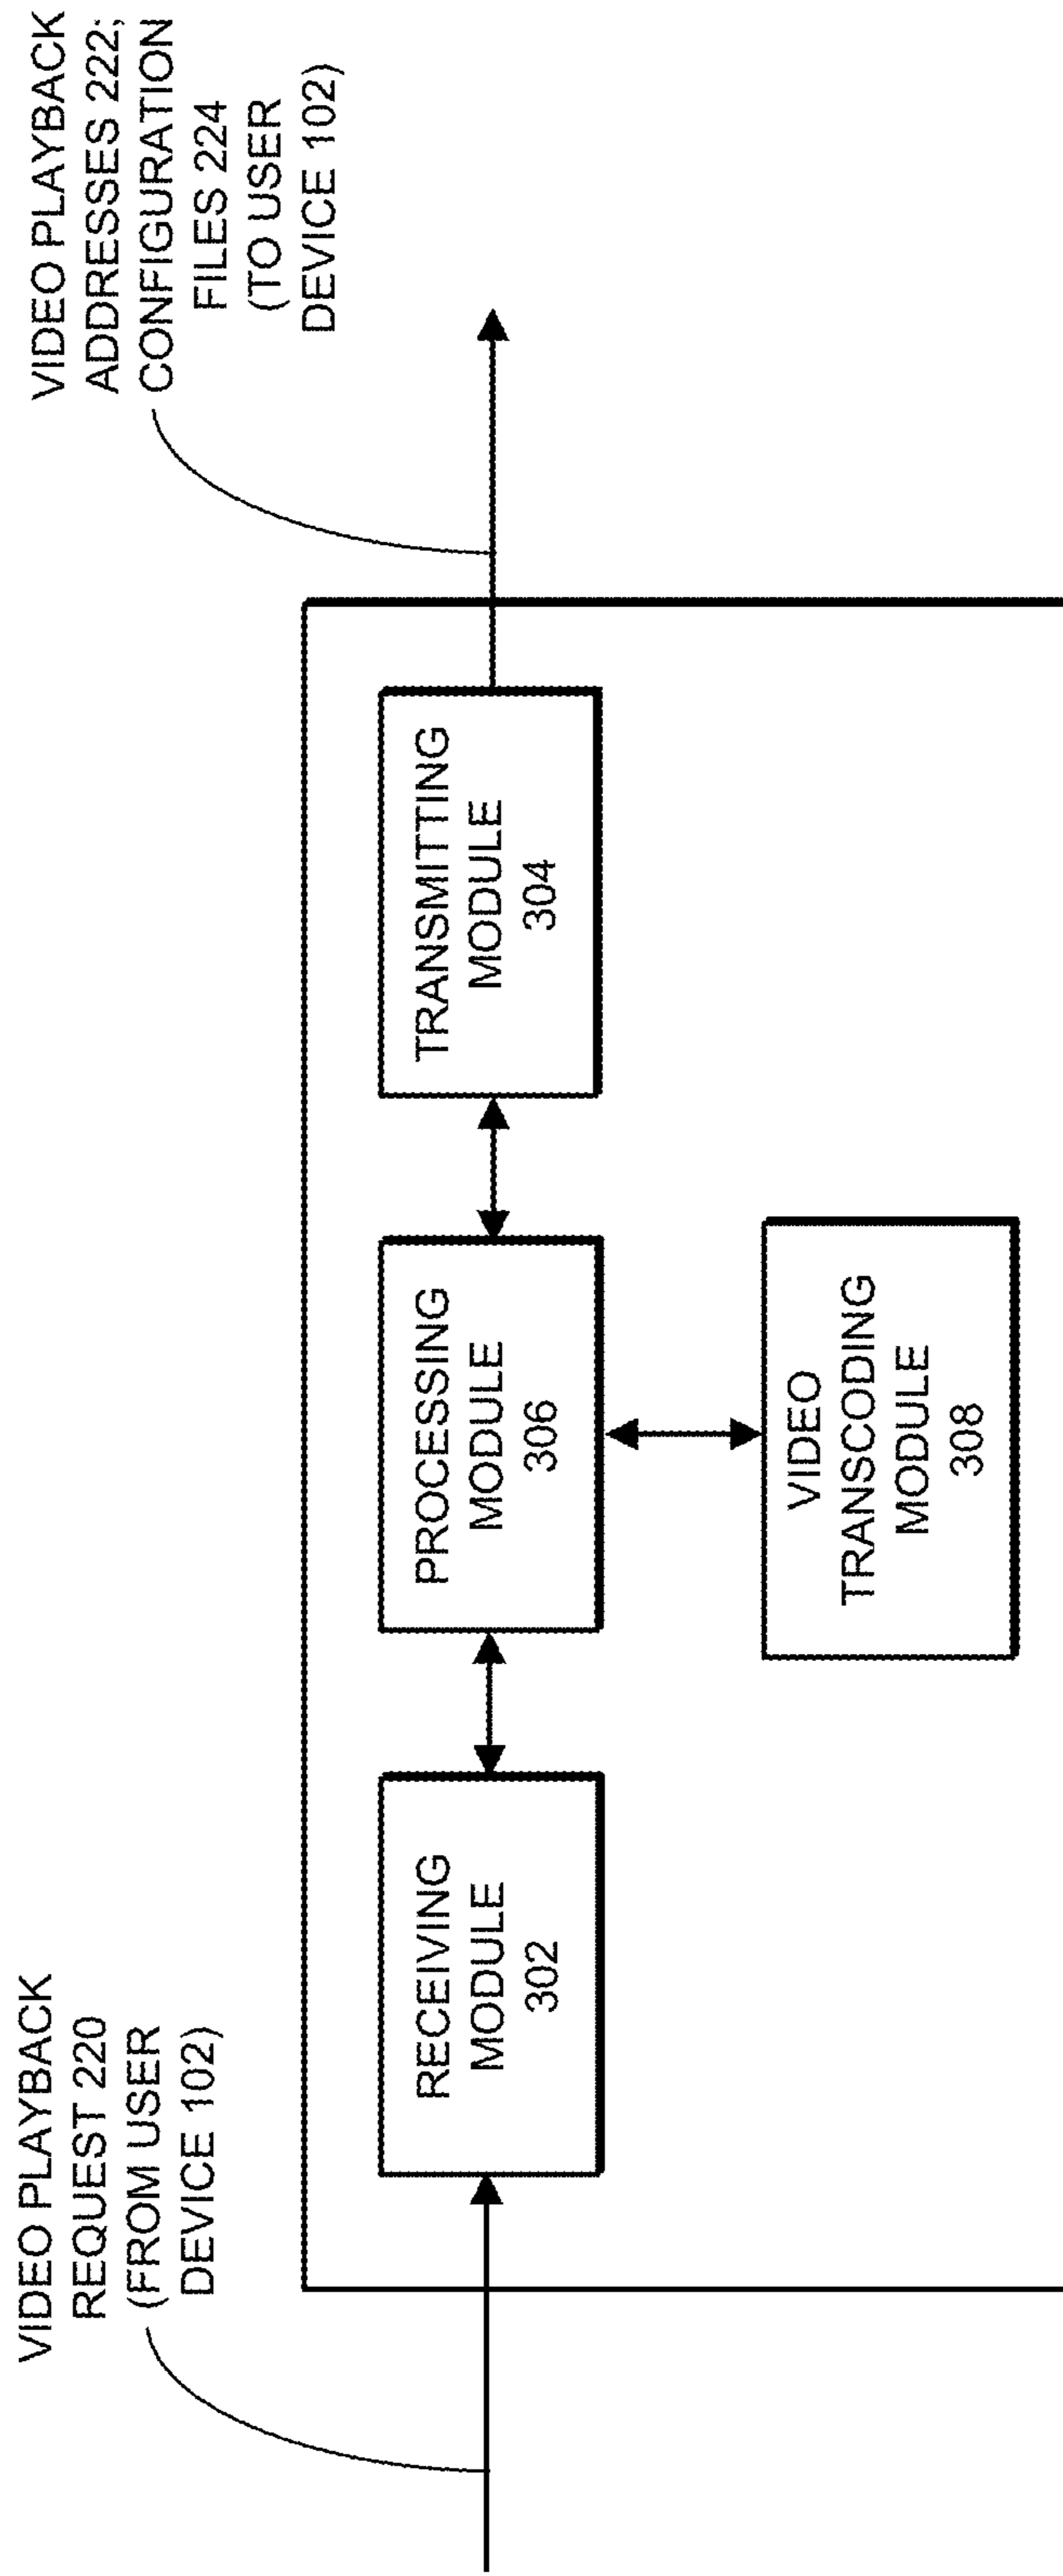 VIDEO PLAYBACK
REQUEST 220
(FROM USER
DEVICE 102)
VIDEO PLAYBACK
ADDRESSES 222;
CONFIGURATION
FILES 224
(TO USER
DEVICE 102)
RECEIVING
MODULE
302
PROCESSING
MODULE
306
TRANSMITTING
MODULE
304
VIDEO
TRANSCODING
MODULE
308